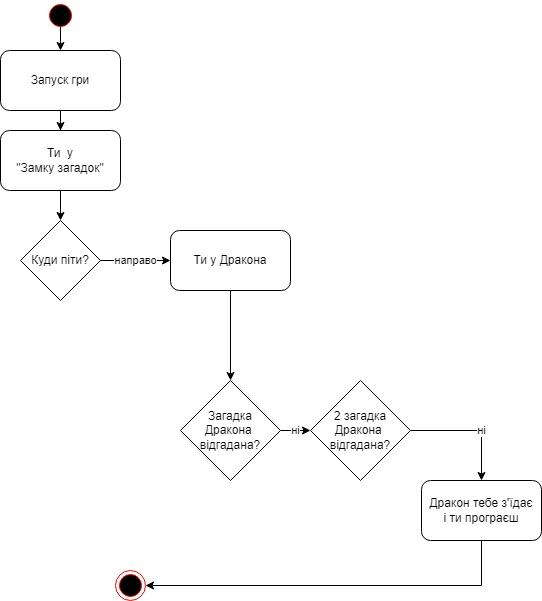 Запуск гри
Ти у
"Замку загадок"
Куди піти?
направо
Ти у Дракона
Загадка
Дракона
відгадана?
ні
2 загадка
Дракона
відгадана?
ні
Дракон тебе з'їдає
і ти програєш